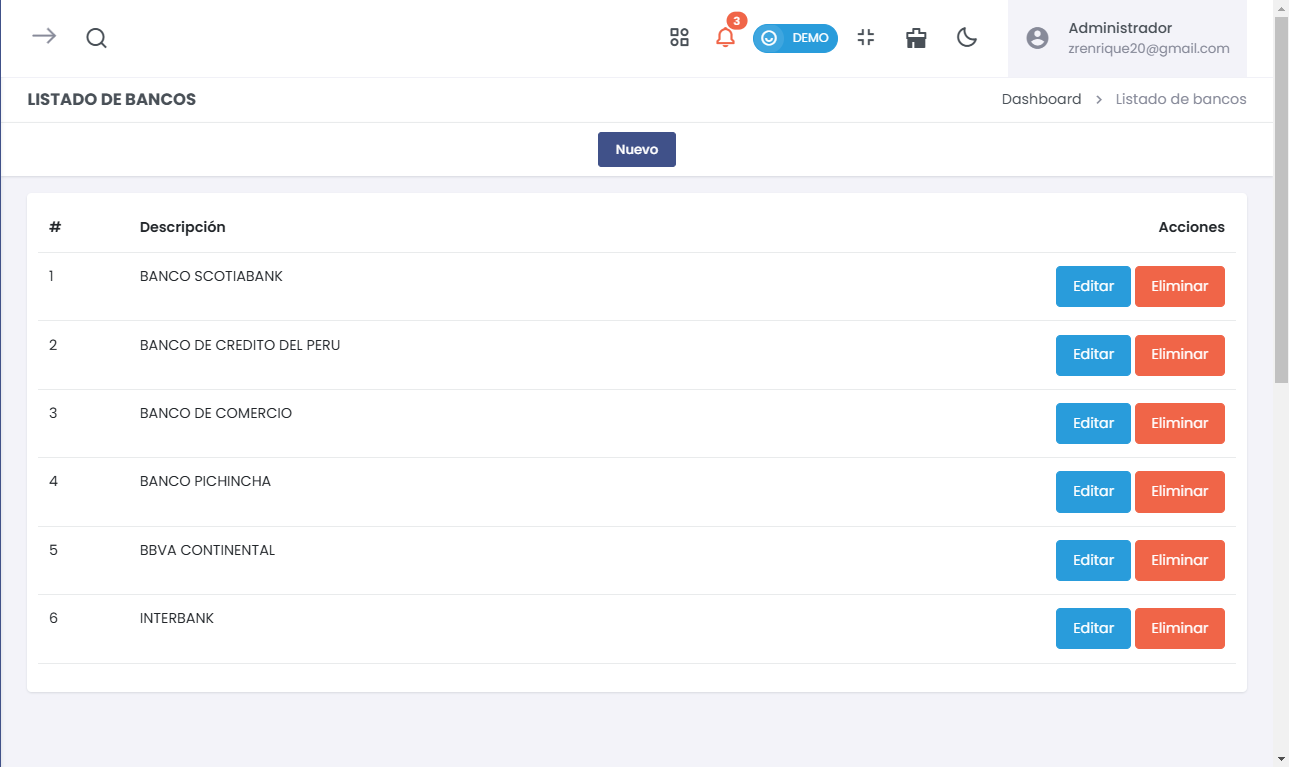 3
DEMO
Administrador
zrenrique20@gmail.com
LISTADO DE BANCOS
Dashboard > Listado de bancos
Nuevo
# Descripción Acciones
1 BANCO SCOTIABANK Editar Eliminar
2 BANCO DE CREDITO DEL PERU Editar Eliminar
3 BANCO DE COMERCIO Editar Eliminar
4 BANCO PICHINCHA Editar Eliminar
5 BBVA CONTINENTAL Editar Eliminar
6 INTERBANK Editar Eliminar